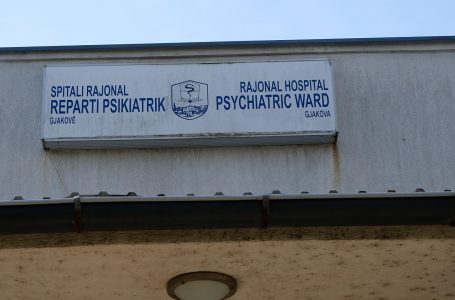 SPITALI RAJONAL
REPARTI PSIKIATRIK
GJAKOVË
RAJONAL HOSPITAL
PSYCHIATRIC WARD
GJAKOVA